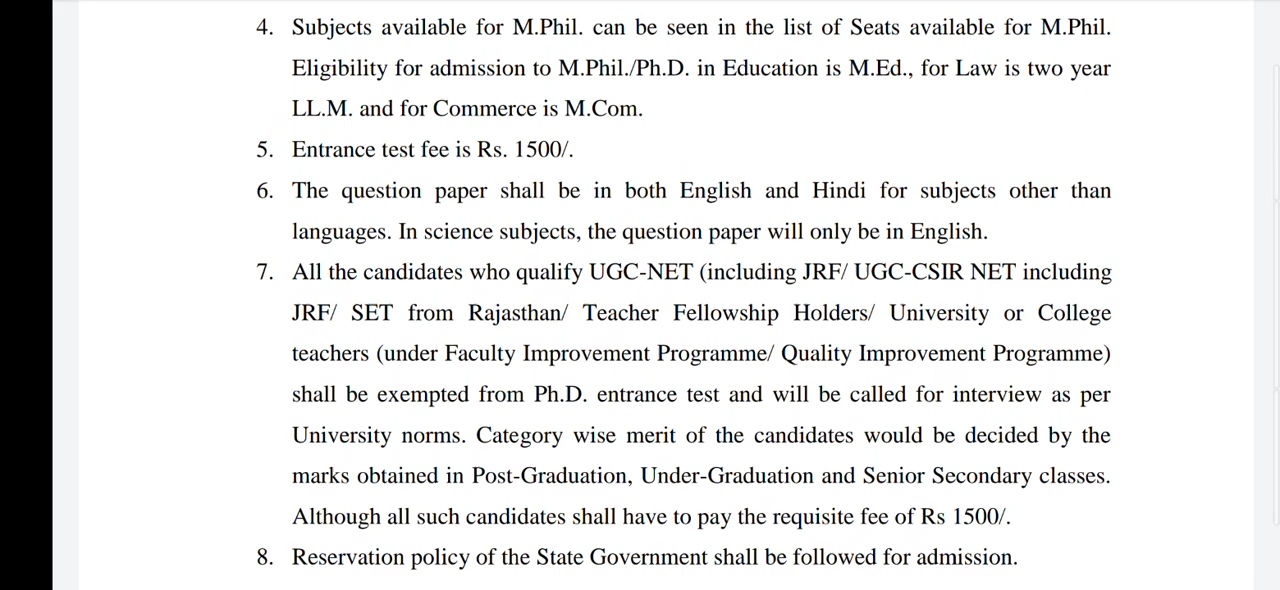 4. Subjects available for M.Phil. can be seen in the list of Seats available for M.Phil.
Eligibility for admission to M.Phil./Ph.D. in Education is M.Ed., for Law is two year
LL.M. and for Commerce is M.Com.
5. Entrance test fee is Rs. 1500/.
6. The question paper shall be in both English and Hindi for subjects other than
languages. In science subjects, the question paper will only be in English.
7. All the candidates who qualify UGC-NET (including JRF/ UGC-CSIR NET including
JRF/ SET from Rajasthan/ Teacher Fellowship Holders/ University or College
teachers (under Faculty Improvement Programme/ Quality Improvement Programme)
shall be exempted from Ph.D. entrance test and will be called for interview as per
University norms. Category wise merit of the candidates would be decided by the
marks obtained in Post-Graduation, Under-Graduation and Senior Secondary classes.
Although all such candidates shall have to pay the requisite fee of Rs 1500/.
8. Reservation policy of the State Government shall be followed for admission.